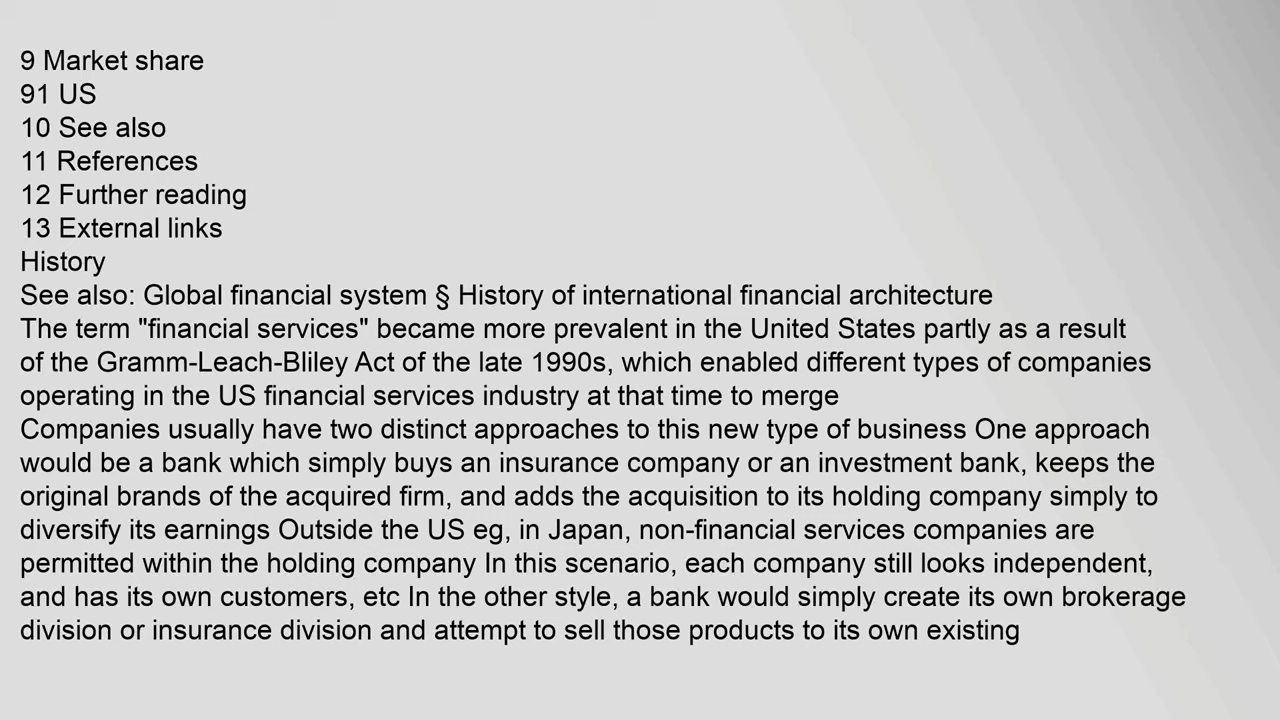 9 Market share
91 US
10 See also
11 References
12 Further reading
13 External links
History
See also: Global financial system § History of international financial architecture
The term "financial services" became more prevalent in the United States partly as a result
of the Gramm-Leach-Bliley Act of the late 1990s, which enabled different types of companies
operating in the US financial services industry at that time to merge
Companies usually have two distinct approaches to this new type of business One approach
would be a bank which simply buys an insurance company or an investment bank, keeps the
original brands of the acquired firm, and adds the acquisition to its holding company simply to
diversify its earnings Outside the US eg, in Japan, non-financial services companies are
permitted within the holding company In this scenario, each company still looks independent,
and has its own customers, etc In the other style, a bank would simply create its own brokerage
division or insurance division and attempt to sell those products to its own existing